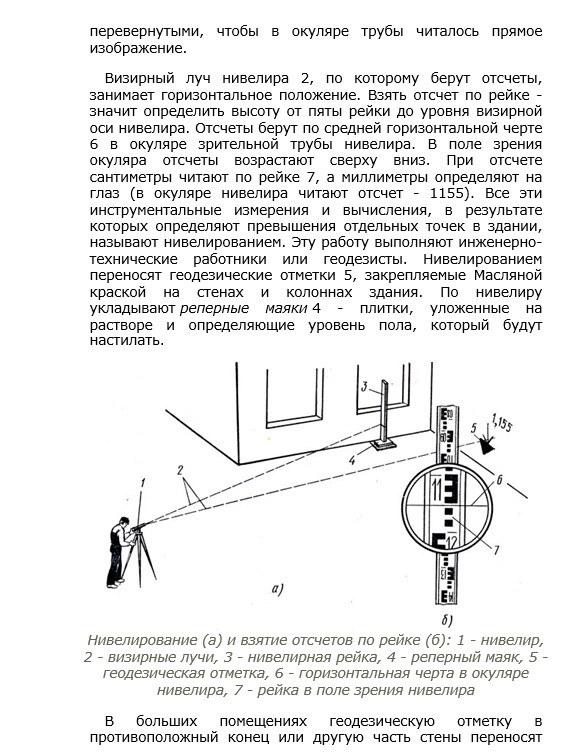 перевернутыми, чтобы в окуляре трубы читалось прямое
изображение.
Визирный луч нивелира 2, по которому берут отсчеты,
занимает горизонтальное положение. Взять отсчет по рейке -
значит определить высоту от пяты рейки до уровня визирной
оси нивелира. Отсчеты берут по средней горизонтальной черте
6 в окуляре зрительной трубы нивелира. В поле зрения
окуляра отсчеты возрастают сверху вниз. При отсчете
сантиметры читают по рейке 7, а миллиметры определяют на
глаз (в окуляре нивелира читают отсчет - 1155). Все эти
инструментальные измерения и вычисления, в результате
которых определяют превышения отдельных точек в здании,
называют нивелированием. Эту работу выполняют инженерно-
технические работники или геодезисты. Нивелированием
переносят геодезические отметки 5, закрепляемые Масляной
краской на стенах и колоннах здания. По нивелиру
укладывают реперные маяки 4 - плитки, уложенные на
растворе и определяющие уровень пола, который будут
настилать.
3
5
1,155
4
1
2
6
11
12
7
а)
б)
Нивелирование (а) и взятие отсчетов по рейке (б): 1 - нивелир,
2 - визирные лучи, 3 - нивелирная рейка, 4 - реперный маяк, 5 -
геодезическая отметка, 6 - горизонтальная черта в окуляре
нивелира, 7 - рейка в поле зрения нивелира
В больших помещениях геодезическую отметку в
противоположный конец или другую часть стены переносят